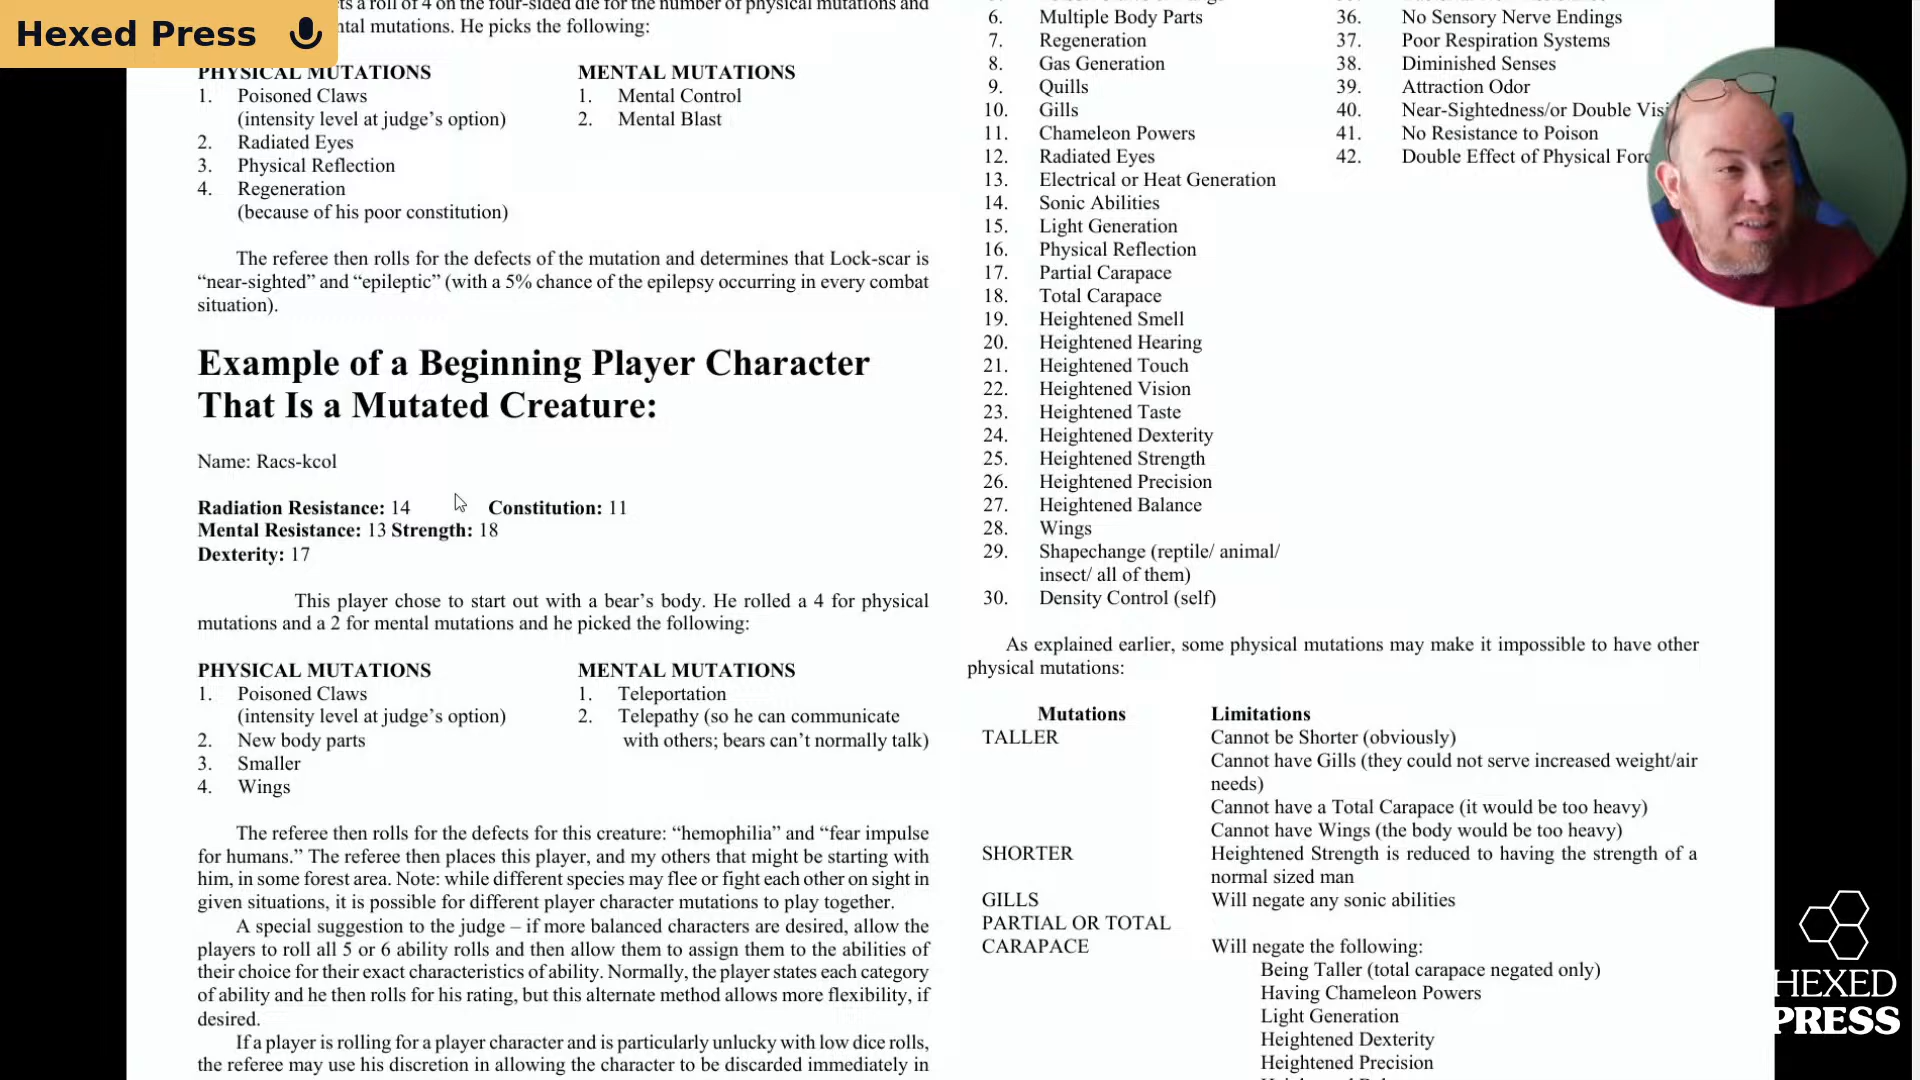 Hexed Press
ts a roll of 4 on the four-sided die for the number of physical mutations and
ntal mutations. He picks the following:
PHYSICAL MUTATIONS MENTAL MUTATIONS
1. Poisoned Claws 1. Mental Control
(intensity level at judge’s option) 2. Mental Blast
2. Radiated Eyes
3. Physical Reflection
4. Regeneration
(because of his poor constitution)
The referee then rolls for the defects of the mutation and determines that Lock-scar is
“near-sighted” and “epileptic” (with a 5% chance of the epilepsy occurring in every combat
situation).
Example of a Beginning Player Character
That Is a Mutated Creature:
Name: Racs-kcol
Radiation Resistance: 14 Constitution: 11
Mental Resistance: 13 Strength: 18
Dexterity: 17
This player chose to start out with a bear’s body. He rolled a 4 for physical
mutations and a 2 for mental mutations and he picked the following:
PHYSICAL MUTATIONS MENTAL MUTATIONS
1. Poisoned Claws 1. Teleportation
(intensity level at judge’s option) 2. Telepathy (so he can communicate
2. New body parts with others; bears can’t normally talk)
3. Smaller
4. Wings
The referee then rolls for the defects for this creature: “hemophilia” and “fear impulse
for humans.” The referee then places this player, and my others that might be starting with
him, in some forest area. Note: while different species may flee or fight each other on sight in
given situations, it is possible for different player character mutations to play together.
A special suggestion to the judge – if more balanced characters are desired, allow the
players to roll all 5 or 6 ability rolls and then allow them to assign them to the abilities of
their choice for their exact characteristics of ability. Normally, the player states each category
of ability and he then rolls for his rating, but this alternate method allows more flexibility, if
desired.
If a player is rolling for a player character and is particularly unlucky with low dice rolls,
the referee may use his discretion in allowing the character to be discarded immediately in
6. Multiple Body Parts 36. No Sensory Nerve Endings
7. Regeneration 37. Poor Respiration Systems
8. Gas Generation 38. Diminished Senses
9. Quills 39. Attraction Odor
10. Gills 40. Near-Sightedness/or Double Visi
11. Chameleon Powers 41. No Resistance to Poison
12. Radiated Eyes 42. Double Effect of Physical Forc
13. Electrical or Heat Generation
14. Sonic Abilities
15. Light Generation
16. Physical Reflection
17. Partial Carapace
18. Total Carapace
19. Heightened Smell
20. Heightened Hearing
21. Heightened Touch
22. Heightened Vision
23. Heightened Taste
24. Heightened Dexterity
25. Heightened Strength
26. Heightened Precision
27. Heightened Balance
28. Wings
29. Shapechange (reptile/ animal/
insect/ all of them)
30. Density Control (self)
As explained earlier, some physical mutations may make it impossible to have other
physical mutations:
Mutations Limitations
TALLER Cannot be Shorter (obviously)
Cannot have Gills (they could not serve increased weight/air
needs)
Cannot have a Total Carapace (it would be too heavy)
Cannot have Wings (the body would be too heavy)
SHORTER Heightened Strength is reduced to having the strength of a
normal sized man
GILLS Will negate any sonic abilities
PARTIAL OR TOTAL
CARAPACE Will negate the following:
Being Taller (total carapace negated only)
Having Chameleon Powers
Light Generation
Heightened Dexterity
Heightened Precision
HEXED
PRESS